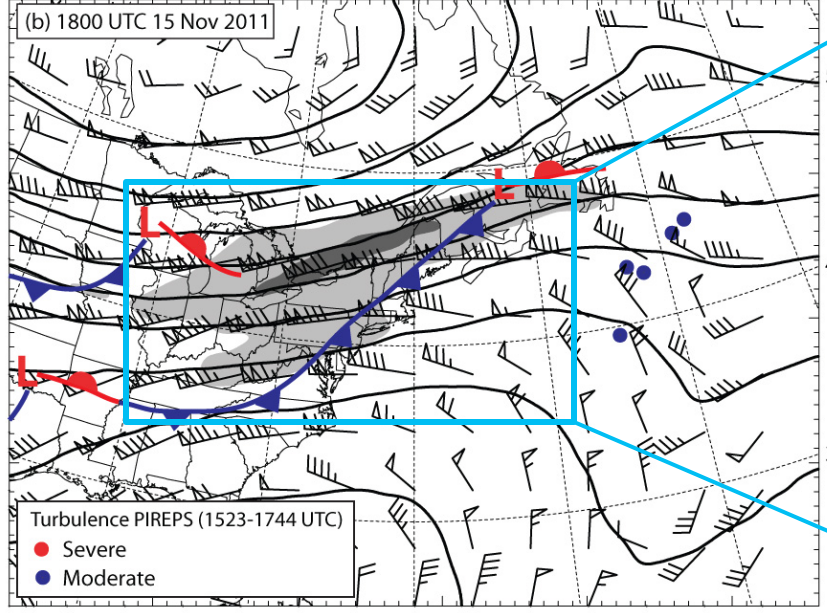 (b) 1800 UTC 15 Nov 2011
L
L
L
Turbulence PIREPS (1523-1744 UTC)
Severe
Moderate